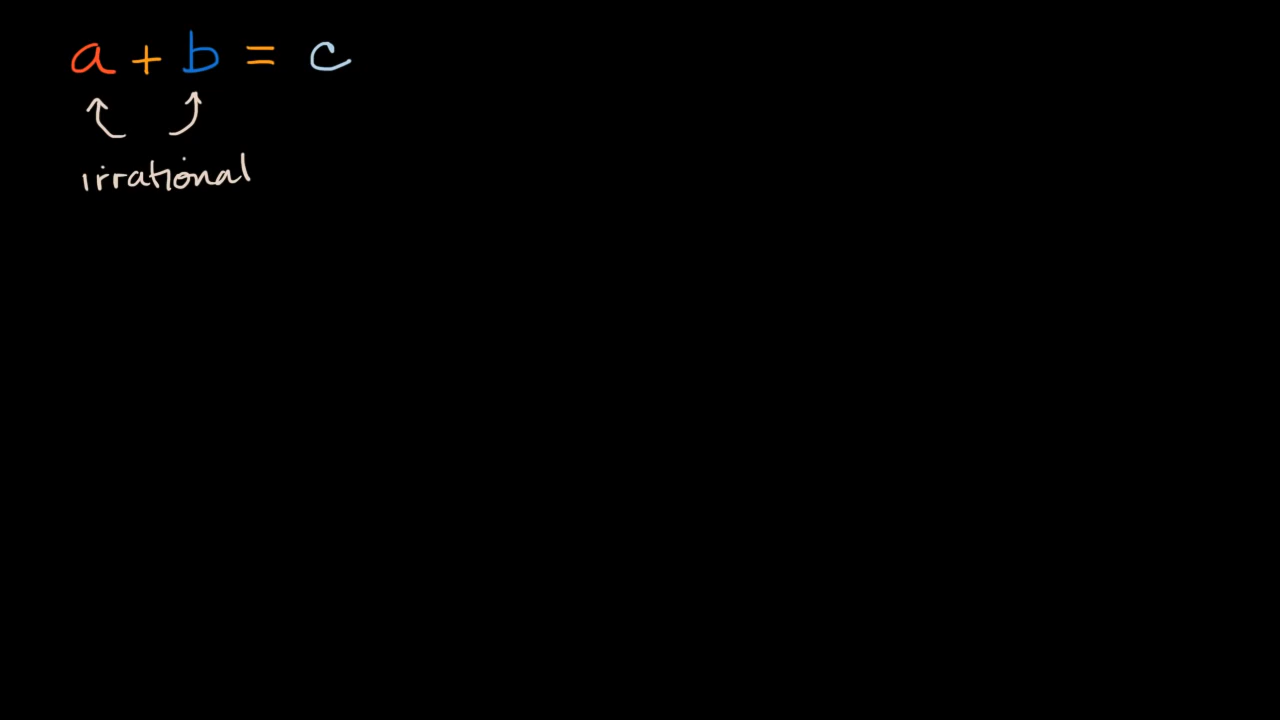 a + b = c
irrational